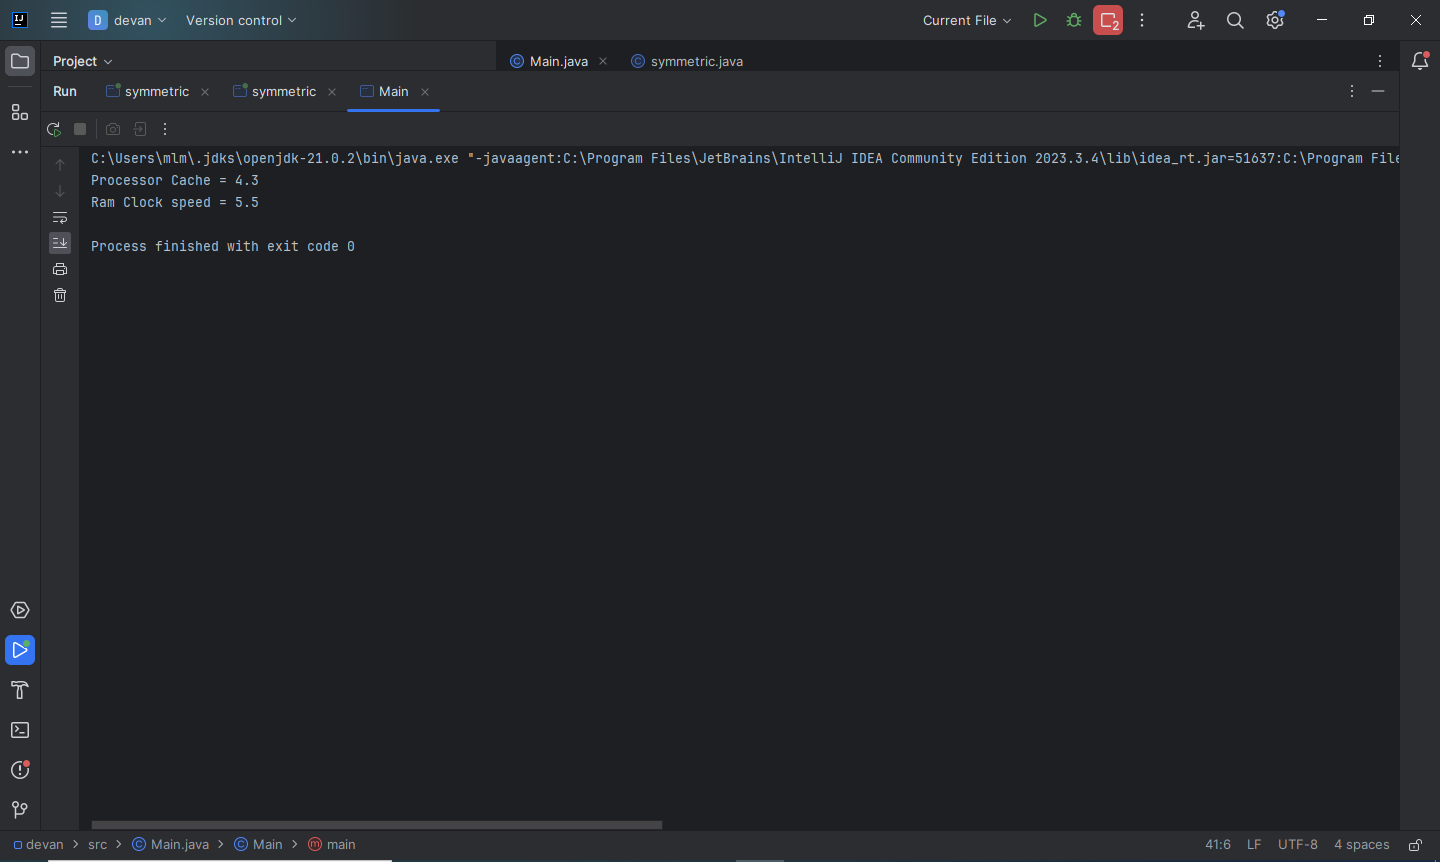 IJ
D devan Version control Current File 2
Project Main.java symmetric.java
Run symmetric symmetric Main
C:\Users\mlm\.jdks\openjdk-21.0.2\bin\java.exe "-javaagent:C:\Program Files\JetBrains\IntelliJ IDEA Community Edition 2023.3.4\lib\idea_rt.jar=51637:C:\Program File
Processor Cache = 4.3
Ram Clock speed = 5.5
Process finished with exit code 0
devan > src > Main.java > Main > main 41:6 LF UTF-8 4 spaces